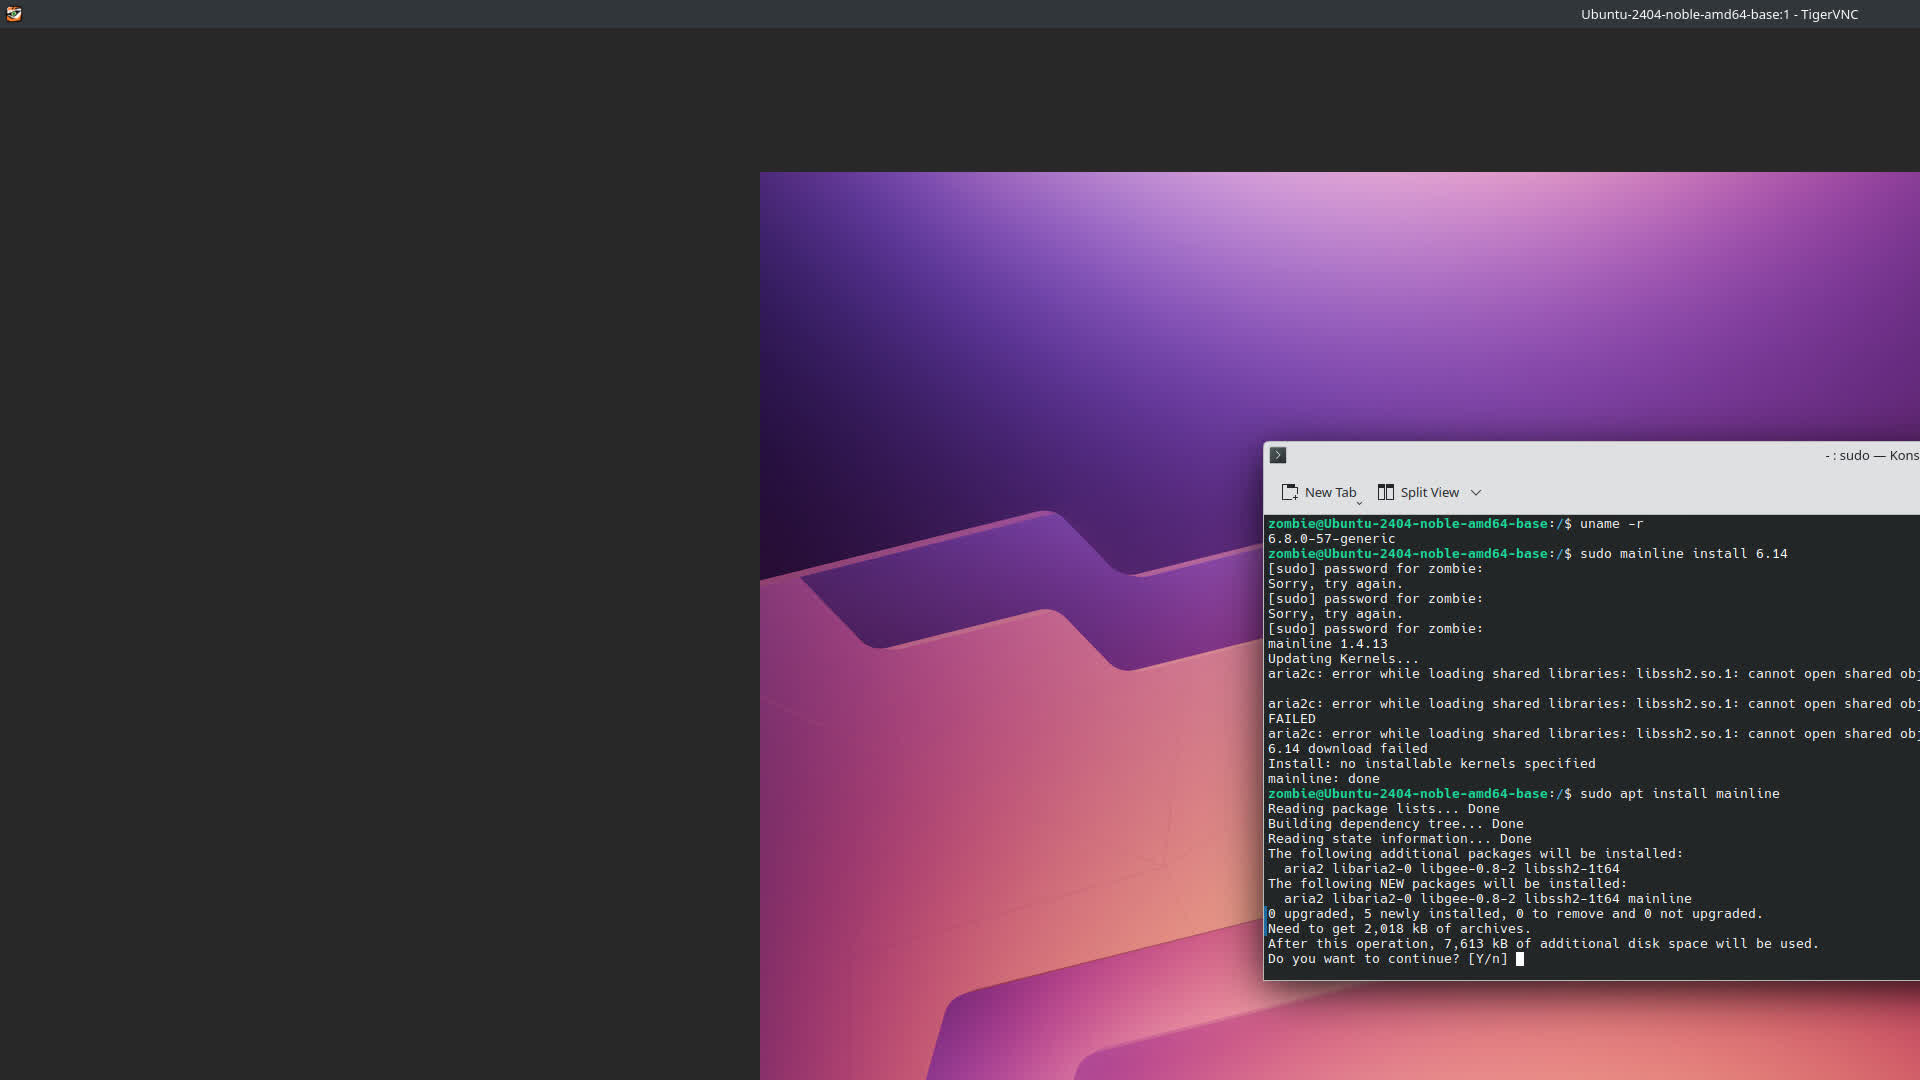 Ubuntu-2404-noble-amd64-base:1 - TigerVNC
- : sudo — Kons
New Tab
Split View
zombie@Ubuntu-2404-noble-amd64-base:/$ uname -r
6.8.0-57-generic
zombie@Ubuntu-2404-noble-amd64-base:/$ sudo mainline install 6.14
[sudo] password for zombie:
Sorry, try again.
[sudo] password for zombie:
Sorry, try again.
[sudo] password for zombie:
mainline 1.4.13
Updating Kernels...
aria2c: error while loading shared libraries: libssh2.so.1: cannot open shared obj
aria2c: error while loading shared libraries: libssh2.so.1: cannot open shared obj
FAILED
aria2c: error while loading shared libraries: libssh2.so.1: cannot open shared obj
6.14 download failed
Install: no installable kernels specified
mainline: done
zombie@Ubuntu-2404-noble-amd64-base:/$ sudo apt install mainline
Reading package lists... Done
Building dependency tree... Done
Reading state information... Done
The following additional packages will be installed:
  aria2 libaria2-0 libgee-0.8-2 libssh2-1t64
The following NEW packages will be installed:
  aria2 libaria2-0 libgee-0.8-2 libssh2-1t64 mainline
0 upgraded, 5 newly installed, 0 to remove and 0 not upgraded.
Need to get 2,018 kB of archives.
After this operation, 7,613 kB of additional disk space will be used.
Do you want to continue? [Y/n]